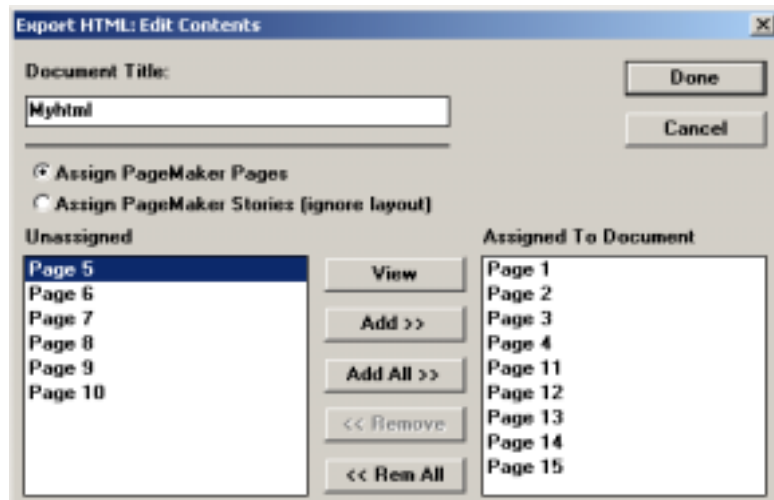 Export HTML: Edit Contents
Document Title:
Done
Myhtml
Cancel
Assign PageMaker Pages
Assign PageMaker Stories (ignore layout)
Unassigned
Assigned To Document
Page 5
Page 6
Page 7
Page 8
Page 9
Page 10
View
Add >>
Add All >>
<< Remove
<< Rem All
Page 1
Page 2
Page 3
Page 4
Page 11
Page 12
Page 13
Page 14
Page 15